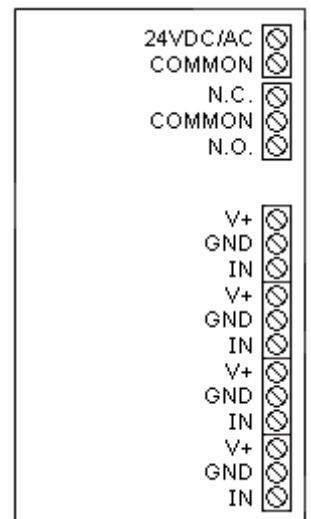 24VDC/AC
COMMON
N.C.
COMMON
N.O.
V+
GND
IN
V+
GND
IN
V+
GND
IN
V+
GND
IN